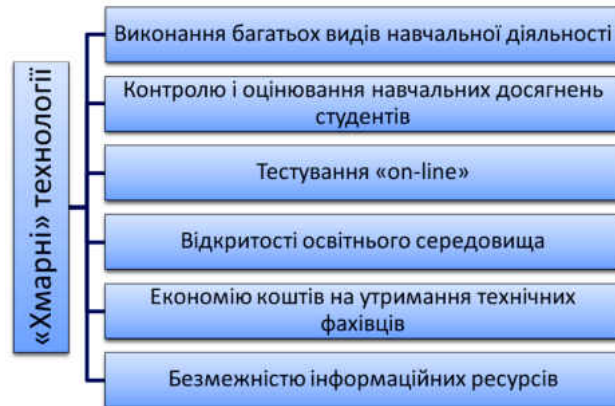 «Хмарні» технології
Виконання багатьох видів навчальної діяльності
Контролю і оцінювання навчальних досягнень
студентів
Тестування «on-line»
Відкритості освітнього середовища
Економію коштів на утримання технічних
фахівців
Безмежністю інформаційних ресурсів